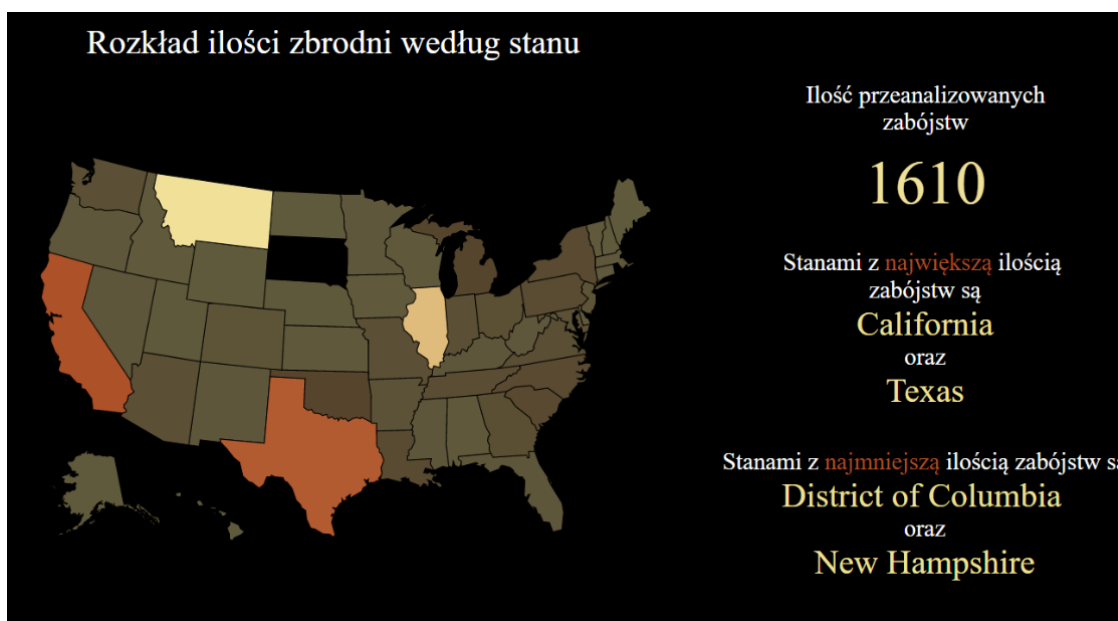 Rozkład ilości zbrodni według stanu
Ilość przeanalizowanych
zabójstw
1610
Stanami z największą ilością
zabójstw są
California
oraz
Texas
Stanami z najmniejszą ilością zabójstw są
District of Columbia
oraz
New Hampshire